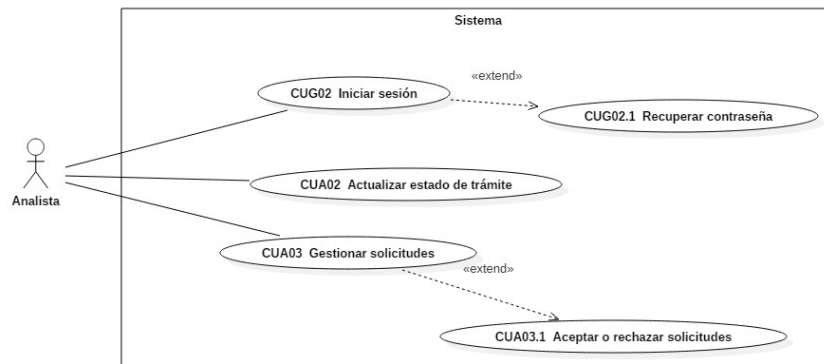 Sistema
«extend»
CUG02  Iniciar sesión
CUG02.1  Recuperar contraseña
CUA02  Actualizar estado de trámite
Analista
CUA03  Gestionar solicitudes
«extend»
CUA03.1  Aceptar o rechazar solicitudes